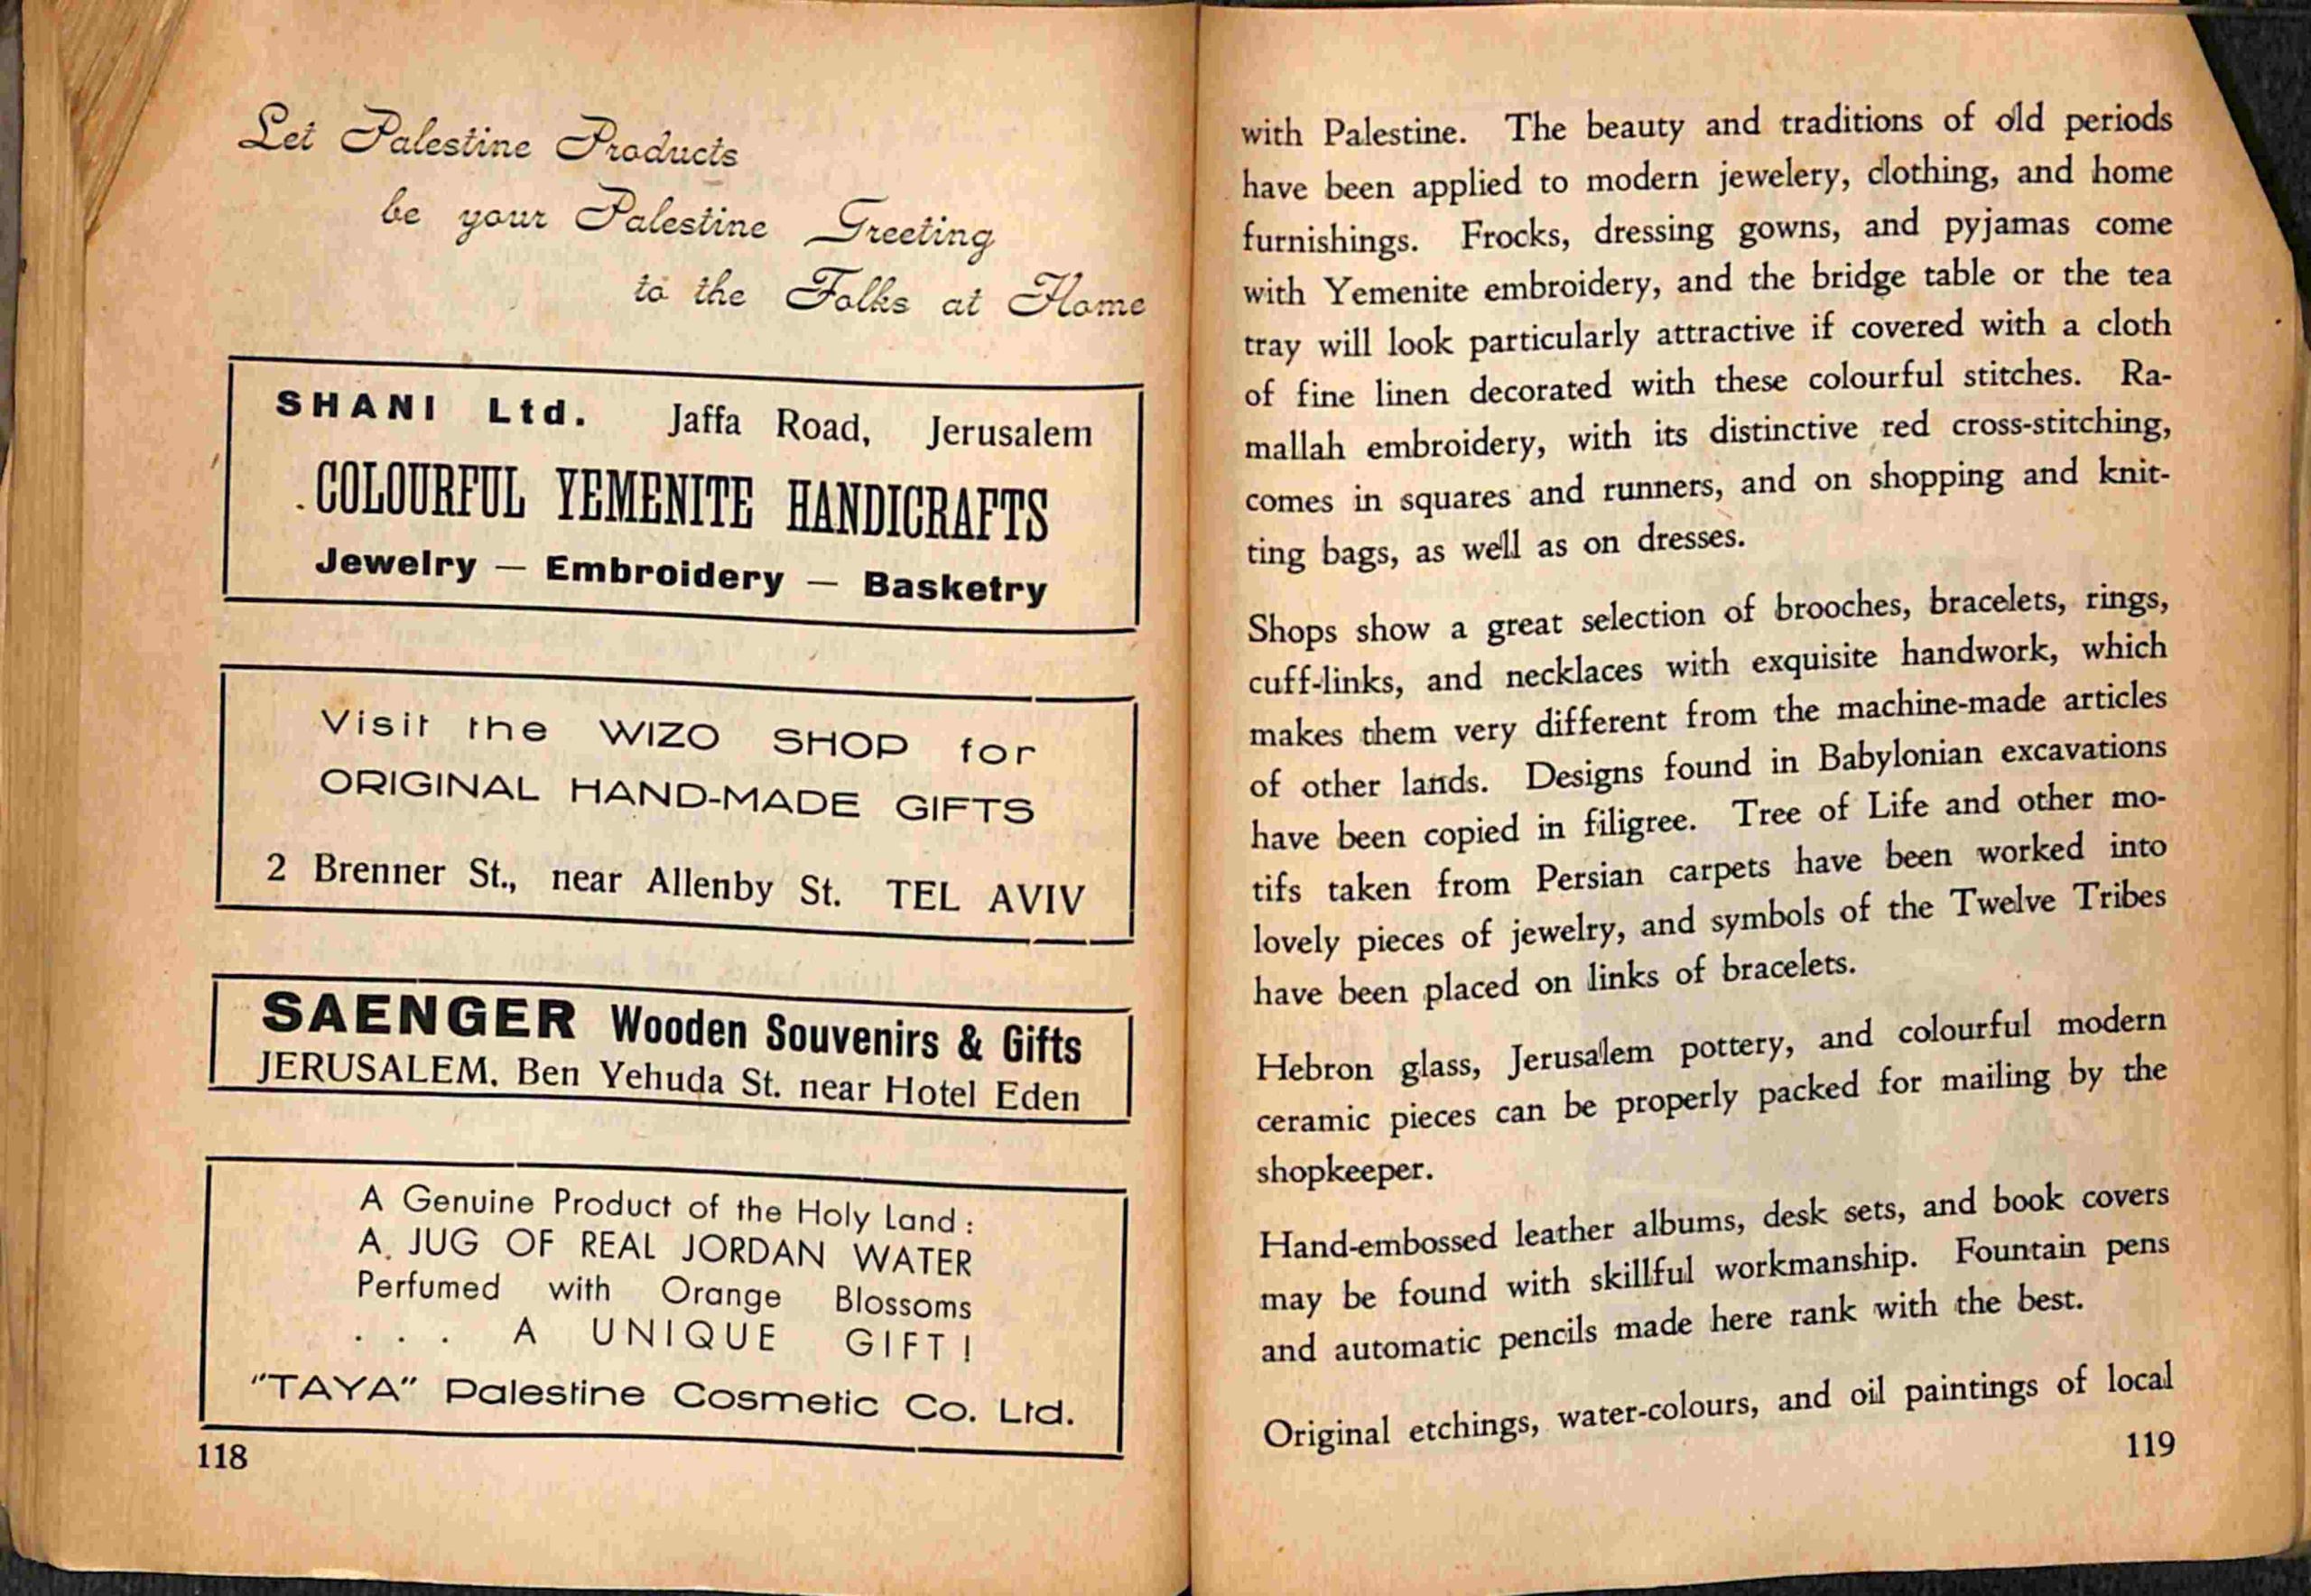 Let Palestine Products
be your Palestine Greeting
to the Folks at Home
SHANI Ltd. Jaffa Road, Jerusalem
COLOURFUL YEMENITE HANDICRAFTS
Jewelry — Embroidery — Basketry
Visit the WIZO SHOP for
ORIGINAL HAND-MADE GIFTS
2 Brenner St., near Allenby St. TEL AVIV
SAENGER Wooden Souvenirs & Gifts
JERUSALEM. Ben Yehuda St. near Hotel Eden
A Genuine Product of the Holy Land :
A JUG OF REAL JORDAN WATER
Perfumed with Orange Blossoms
. . . A UNIQUE GIFT !
"TAYA" Palestine Cosmetic Co. Ltd.
118
with Palestine. The beauty and traditions of old periods
have been applied to modern jewelery, clothing, and home
furnishings. Frocks, dressing gowns, and pyjamas come
with Yemenite embroidery, and the bridge table or the tea
tray will look particularly attractive if covered with a cloth
of fine linen decorated with these colourful stitches. Ra-
mallah embroidery, with its distinctive red cross-stitching,
comes in squares and runners, and on shopping and knit-
ting bags, as well as on dresses.
Shops show a great selection of brooches, bracelets, rings,
cuff-links, and necklaces with exquisite handwork, which
makes them very different from the machine-made articles
of other lands. Designs found in Babylonian excavations
have been copied in filigree. Tree of Life and other mo-
tifs taken from Persian carpets have been worked into
lovely pieces of jewelry, and symbols of the Twelve Tribes
have been placed on links of bracelets.
Hebron glass, Jerusalem pottery, and colourful modern
ceramic pieces can be properly packed for mailing by the
shopkeeper.
Hand-embossed leather albums, desk sets, and book covers
may be found with skillful workmanship. Fountain pens
and automatic pencils made here rank with the best.
Original etchings, water-colours, and oil paintings of local
119